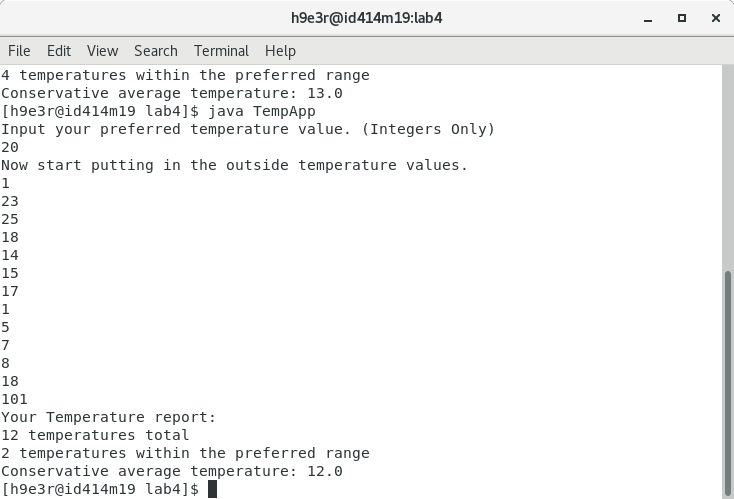 h9e3r@id414m19:lab4
File Edit View Search Terminal Help
4 temperatures within the preferred range
Conservative average temperature: 13.0
[h9e3r@id414m19 lab4]$ java TempApp
Input your preferred temperature value. (Integers Only)
20
Now start putting in the outside temperature values.
1
23
25
18
14
15
17
1
5
7
8
18
101
Your Temperature report:
12 temperatures total
2 temperatures within the preferred range
Conservative average temperature: 12.0
[h9e3r@id414m19 lab4]$